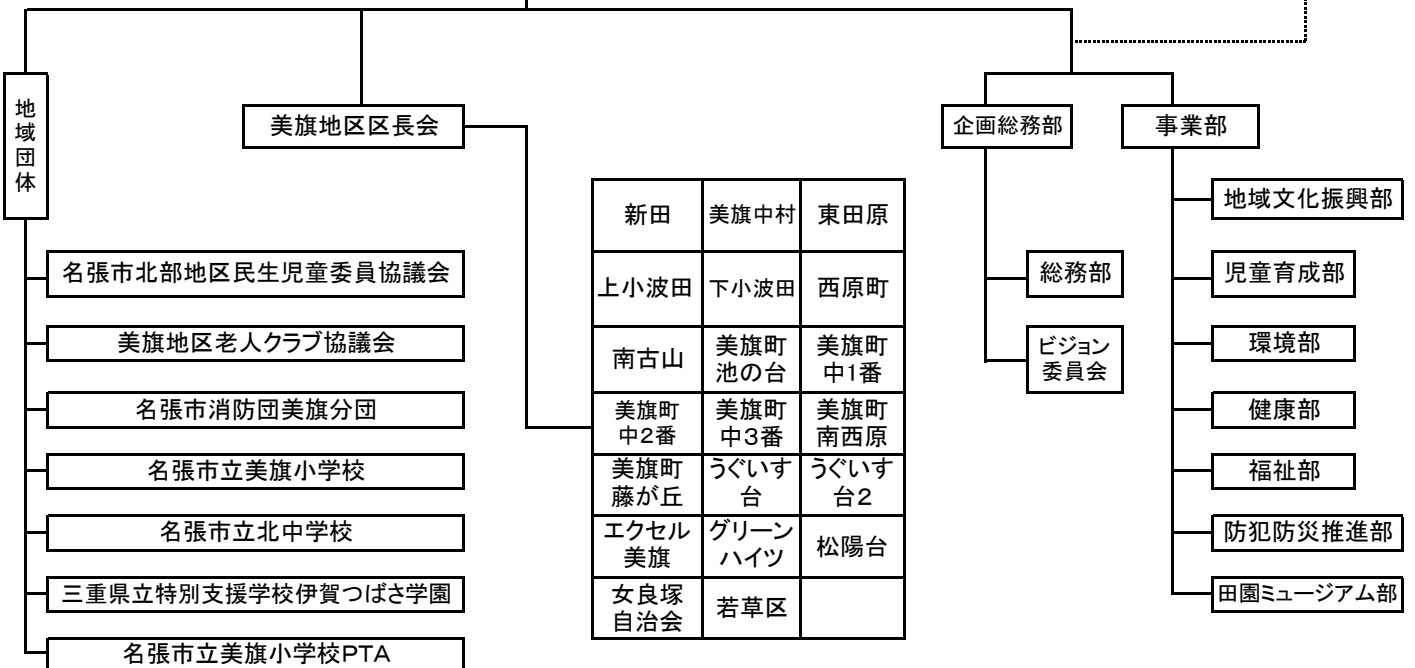 地域団体
名張市北部地区民生児童委員協議会
美旗地区老人クラブ協議会
名張市消防団美旗分団
名張市立美旗小学校
名張市立北中学校
三重県立特別支援学校伊賀つばさ学園
名張市立美旗小学校PTA
美旗地区区長会
新田
美旗中村
東田原
上小波田
下小波田
西原町
南古山
美旗町
池の台
美旗町
中1番
美旗町
中2番
美旗町
中3番
美旗町
南西原
美旗町
藤が丘
うぐいす
台
うぐいす
台2
エクセル
美旗
グリーン
ハイツ
松陽台
女良塚
自治会
若草区
企画総務部
総務部
ビジョン
委員会
事業部
地域文化振興部
児童育成部
環境部
健康部
福祉部
防犯防災推進部
田園ミュージアム部